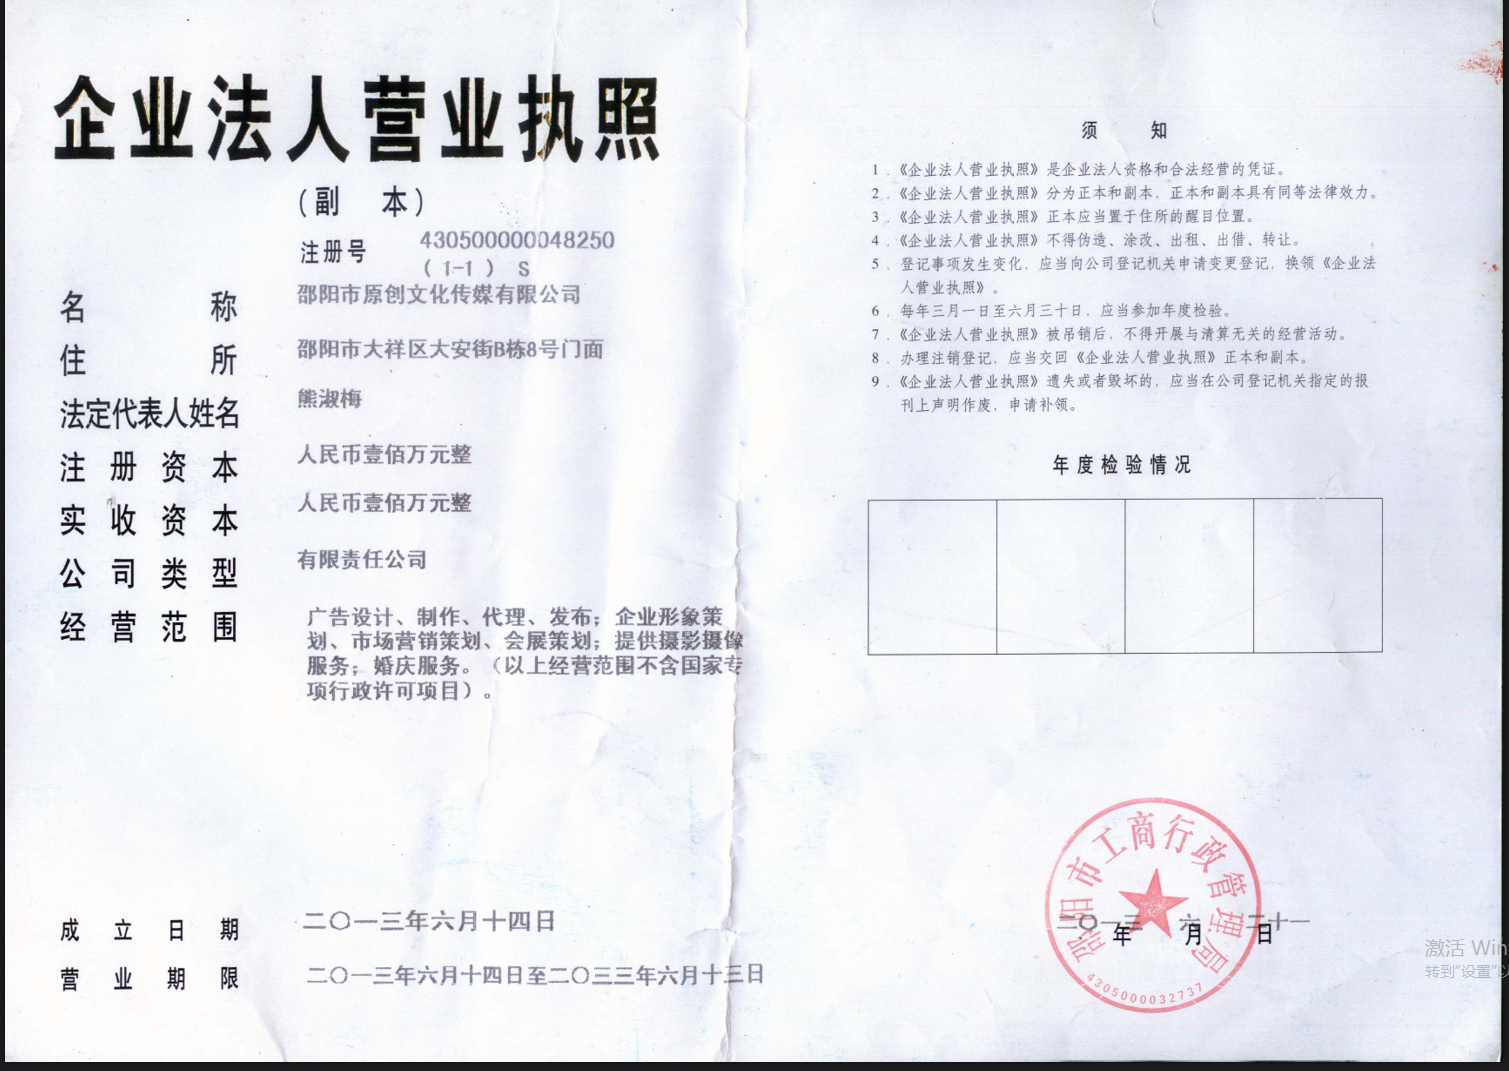 企业法人营业执照
(副 本)
注册号 430500000048250
( 1-1 ) S
名 称 邵阳市原创文化传媒有限公司
住 所 邵阳市大祥区大安街B栋8号门面
法定代表人姓名 熊淑梅
注 册 资 本 人民币壹佰万元整
实 收 资 本 人民币壹佰万元整
公 司 类 型 有限责任公司
经 营 范 围 广告设计、制作、代理、发布；企业形象策
划、市场营销策划、会展策划；提供摄影摄像
服务；婚庆服务。（以上经营范围不含国家专
项行政许可项目）。
成 立 日 期 二〇一三年六月十四日
营 业 期 限 二〇一三年六月十四日至二〇三三年六月十三日
须 知
1．《企业法人营业执照》是企业法人资格和合法经营的凭证。
2．《企业法人营业执照》分为正本和副本，正本和副本具有同等法律效力。
3．《企业法人营业执照》正本应当置于住所的醒目位置。
4．《企业法人营业执照》不得伪造、涂改、出租、出借、转让。
5．登记事项发生变化，应当向公司登记机关申请变更登记，换领《企业法
人营业执照》。
6．每年三月一日至六月三十日，应当参加年度检验。
7．《企业法人营业执照》被吊销后，不得开展与清算无关的经营活动。
8．办理注销登记，应当交回《企业法人营业执照》正本和副本。
9．《企业法人营业执照》遗失或者毁坏的，应当在公司登记机关指定的报
刊上声明作废，申请补领。
年度检验情况
邵阳市工商行政管理局
二〇一三 年 六 月 二十一 日
4305000032737
激活 Win
转到"设置"以